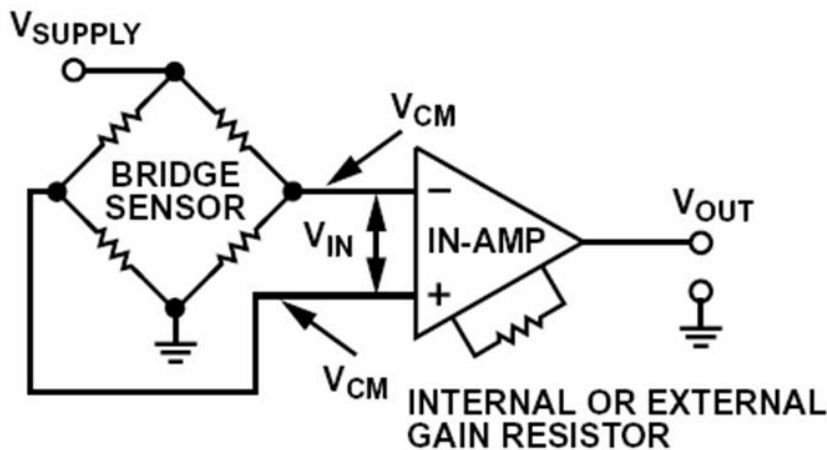 VSUPPLY
VCM
BRIDGE
SENSOR
VIN
−
IN-AMP
+
VOUT
VCM
INTERNAL OR EXTERNAL
GAIN RESISTOR